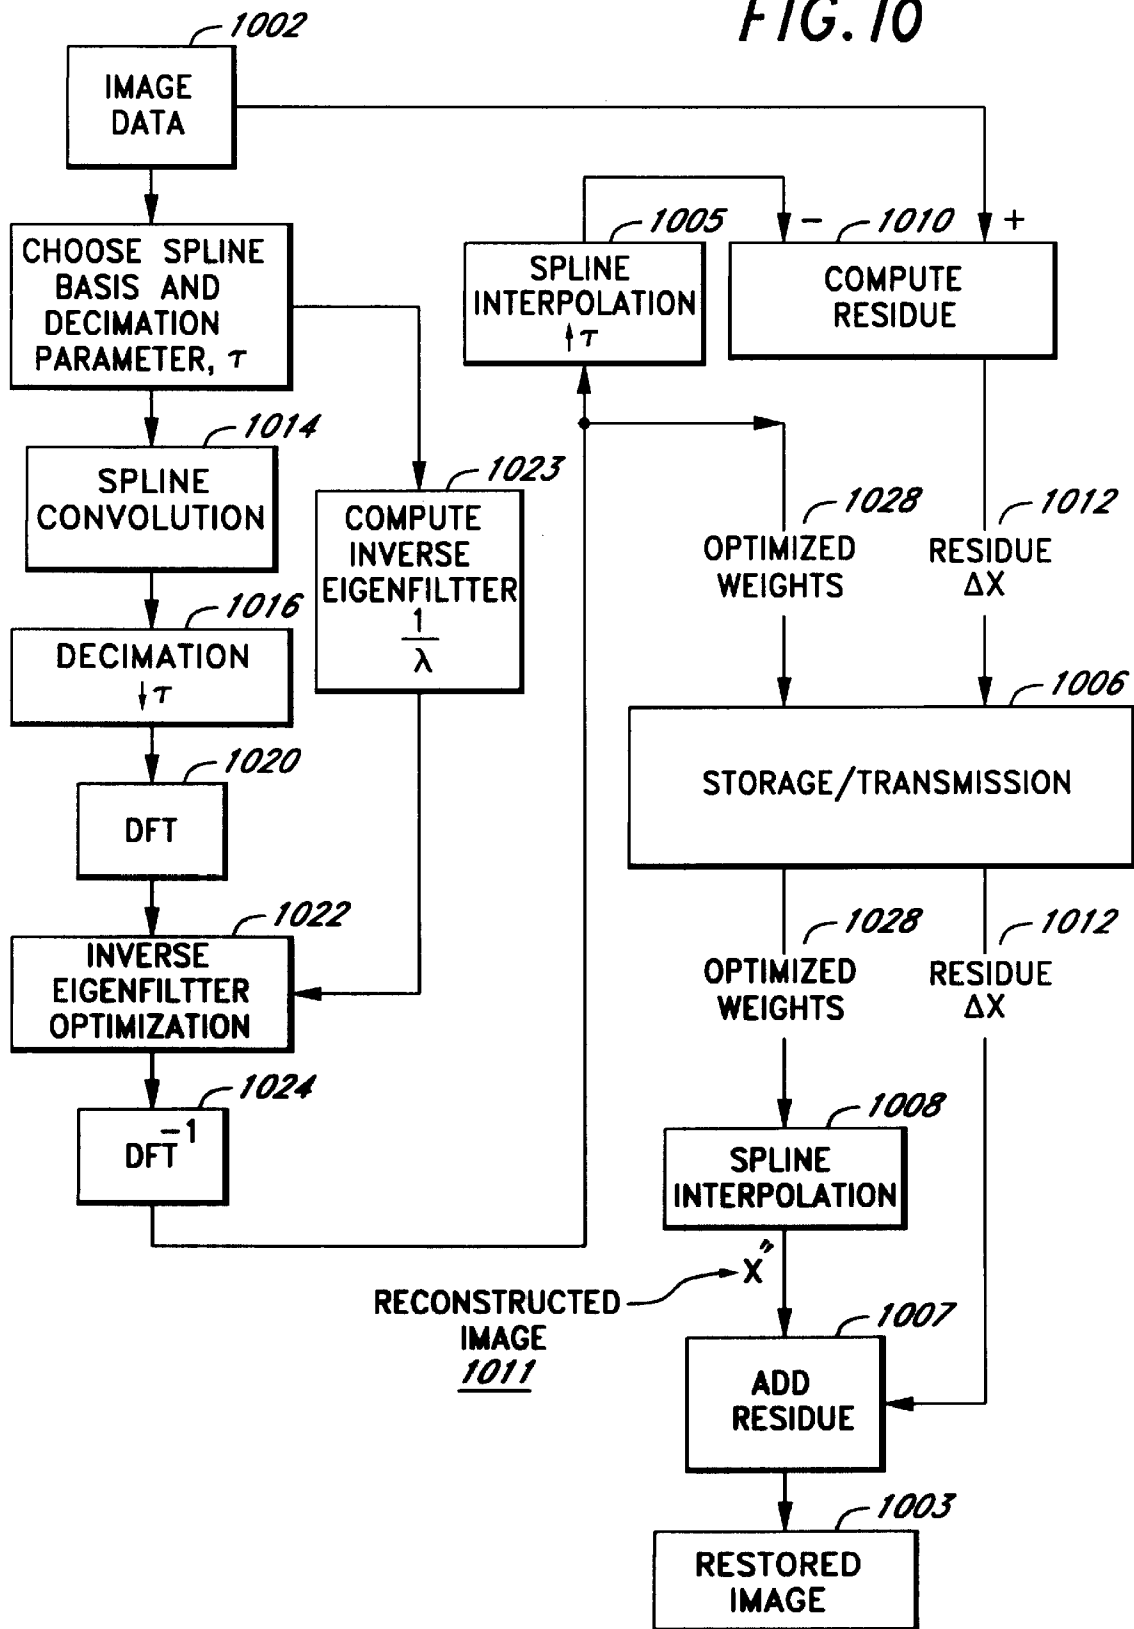 FIG. 10
1002
IMAGE
DATA
CHOOSE SPLINE
BASIS AND
DECIMATION
PARAMETER, τ
1014
SPLINE
CONVOLUTION
1016
DECIMATION
↓τ
1020
DFT
1022
INVERSE
EIGENFILTTER
OPTIMIZATION
1024
DFT⁻¹
1023
COMPUTE
INVERSE
EIGENFILTTER
1
λ
1005
SPLINE
INTERPOLATION
↑τ
-
1010
+
COMPUTE
RESIDUE
1028
OPTIMIZED
WEIGHTS
1012
RESIDUE
ΔX
1006
STORAGE/TRANSMISSION
1028
OPTIMIZED
WEIGHTS
1012
RESIDUE
ΔX
1008
SPLINE
INTERPOLATION
X"
RECONSTRUCTED
IMAGE
1011
1007
ADD
RESIDUE
1003
RESTORED
IMAGE